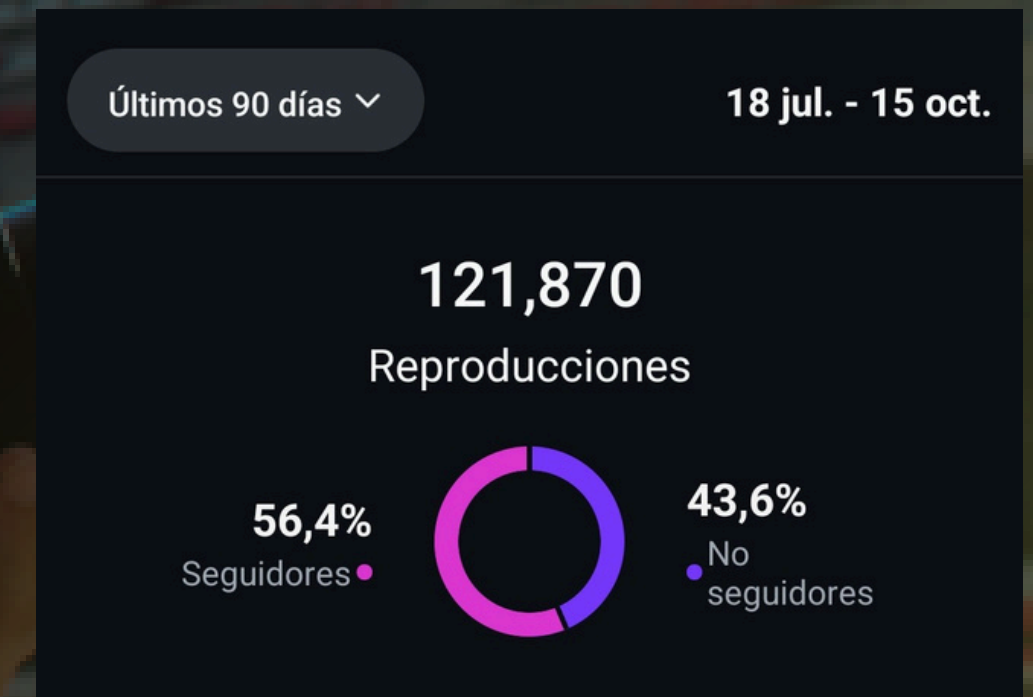 Últimos 90 días
18 jul. - 15 oct.
121,870
Reproducciones
56,4%
Seguidores
43,6%
No
seguidores